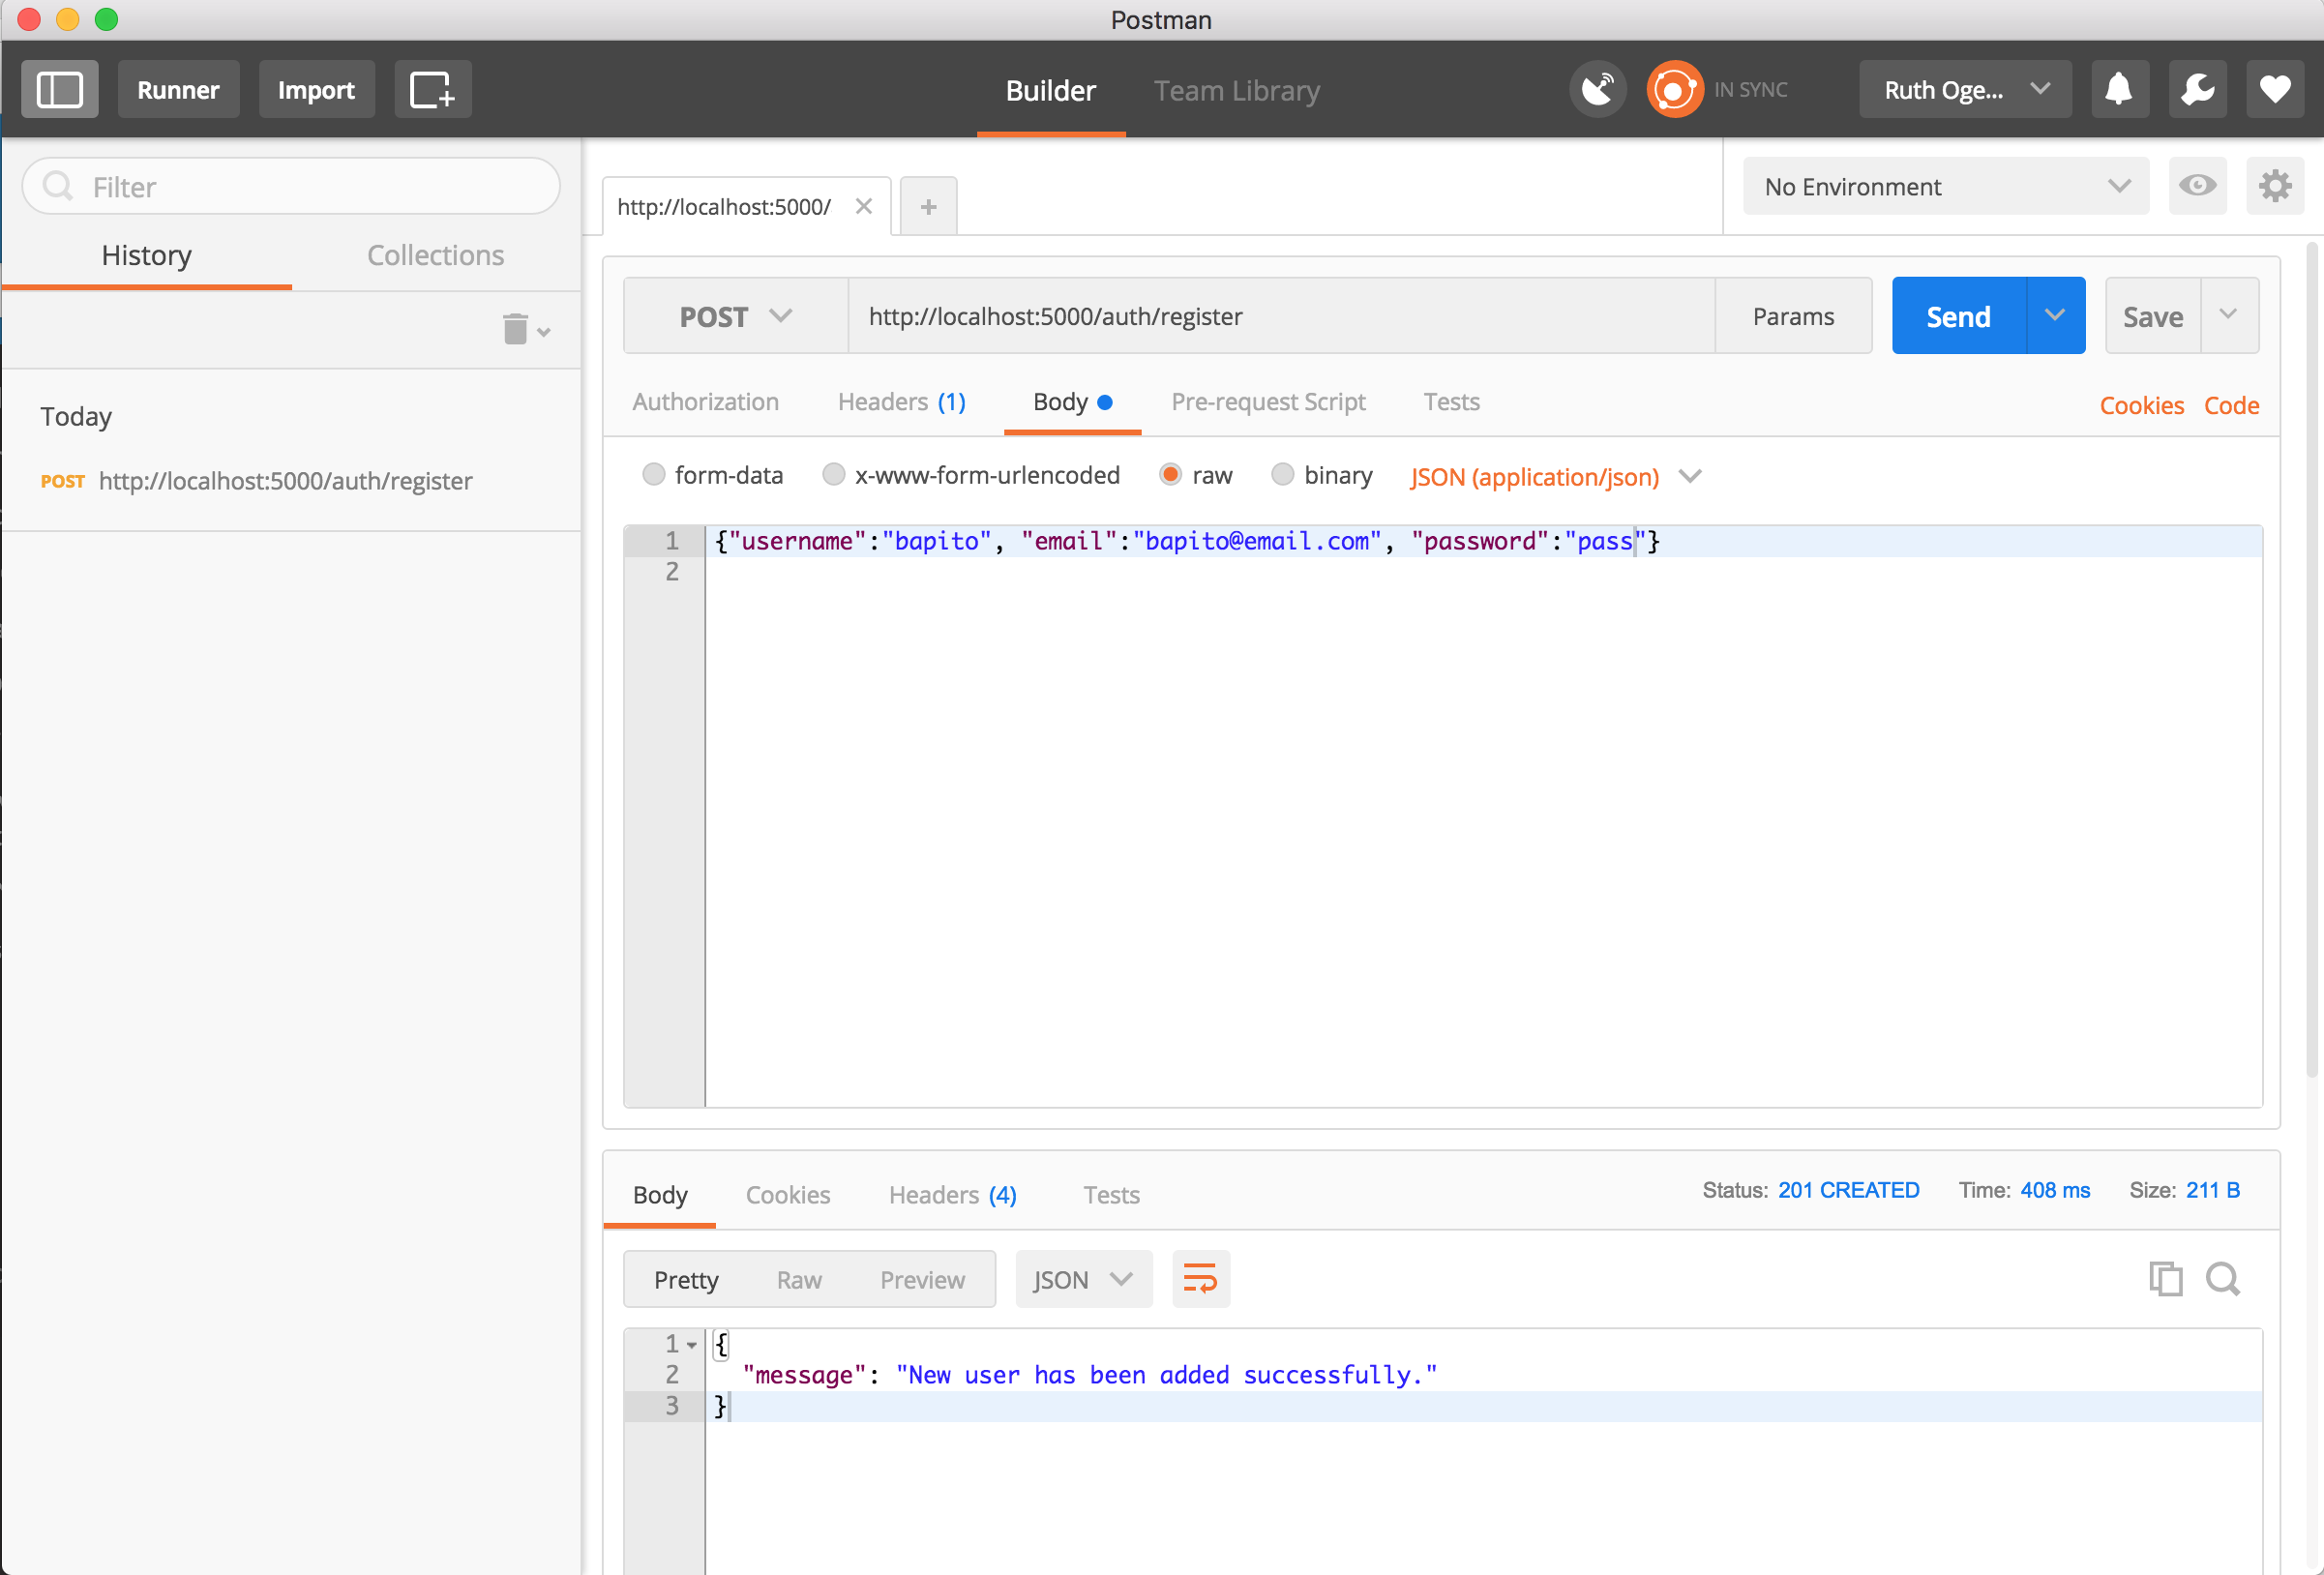 Postman
Runner
Import
Builder
Team Library
IN SYNC
Ruth Oge...
Filter
History
Collections
Today
POST http://localhost:5000/auth/register
http://localhost:5000/
No Environment
POST
http://localhost:5000/auth/register
Params
Send
Save
Authorization
Headers (1)
Body
Pre-request Script
Tests
Cookies
Code
form-data
x-www-form-urlencoded
raw
binary
JSON (application/json)
1 {"username":"bapito", "email":"bapito@email.com", "password":"pass"}
2
Body
Cookies
Headers (4)
Tests
Status: 201 CREATED
Time: 408 ms
Size: 211 B
Pretty
Raw
Preview
JSON
1 {
2 "message": "New user has been added successfully."
3 }